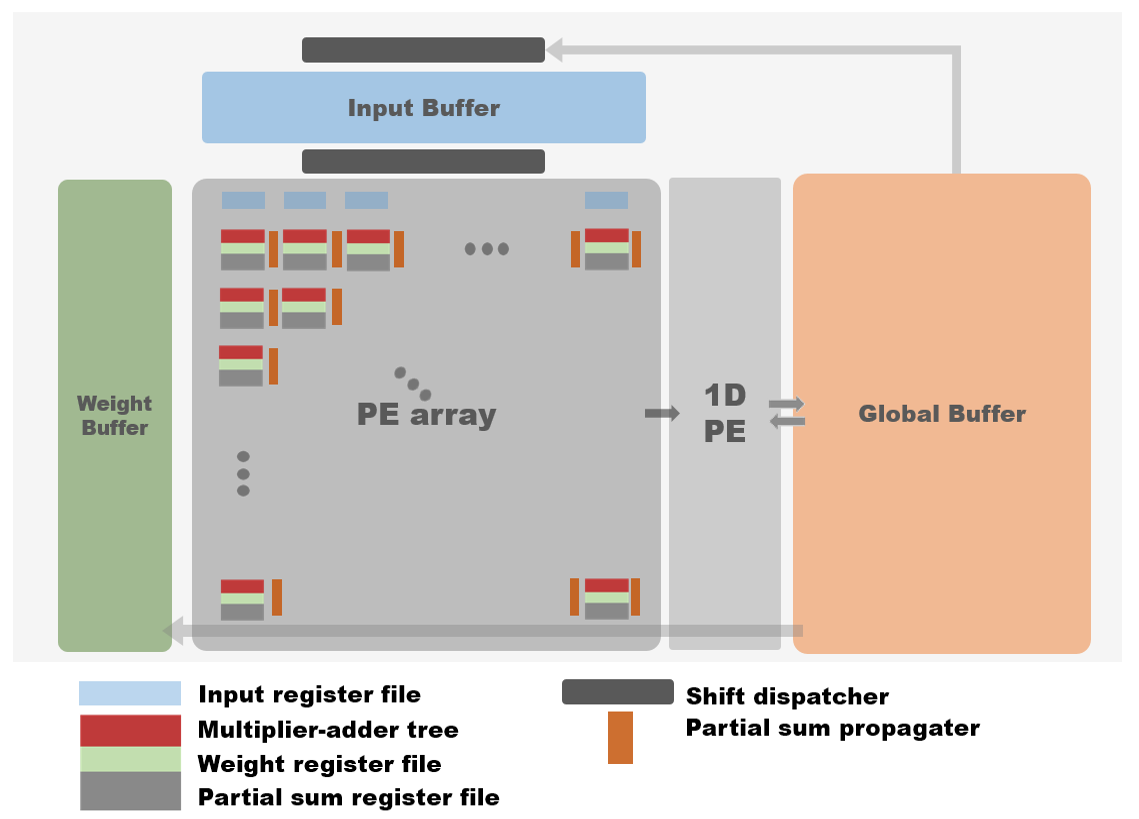 Input Buffer
Weight
Buffer
PE array
1D
PE
Global Buffer
Input register file
Multiplier-adder tree
Weight register file
Partial sum register file
Shift dispatcher
Partial sum propagater